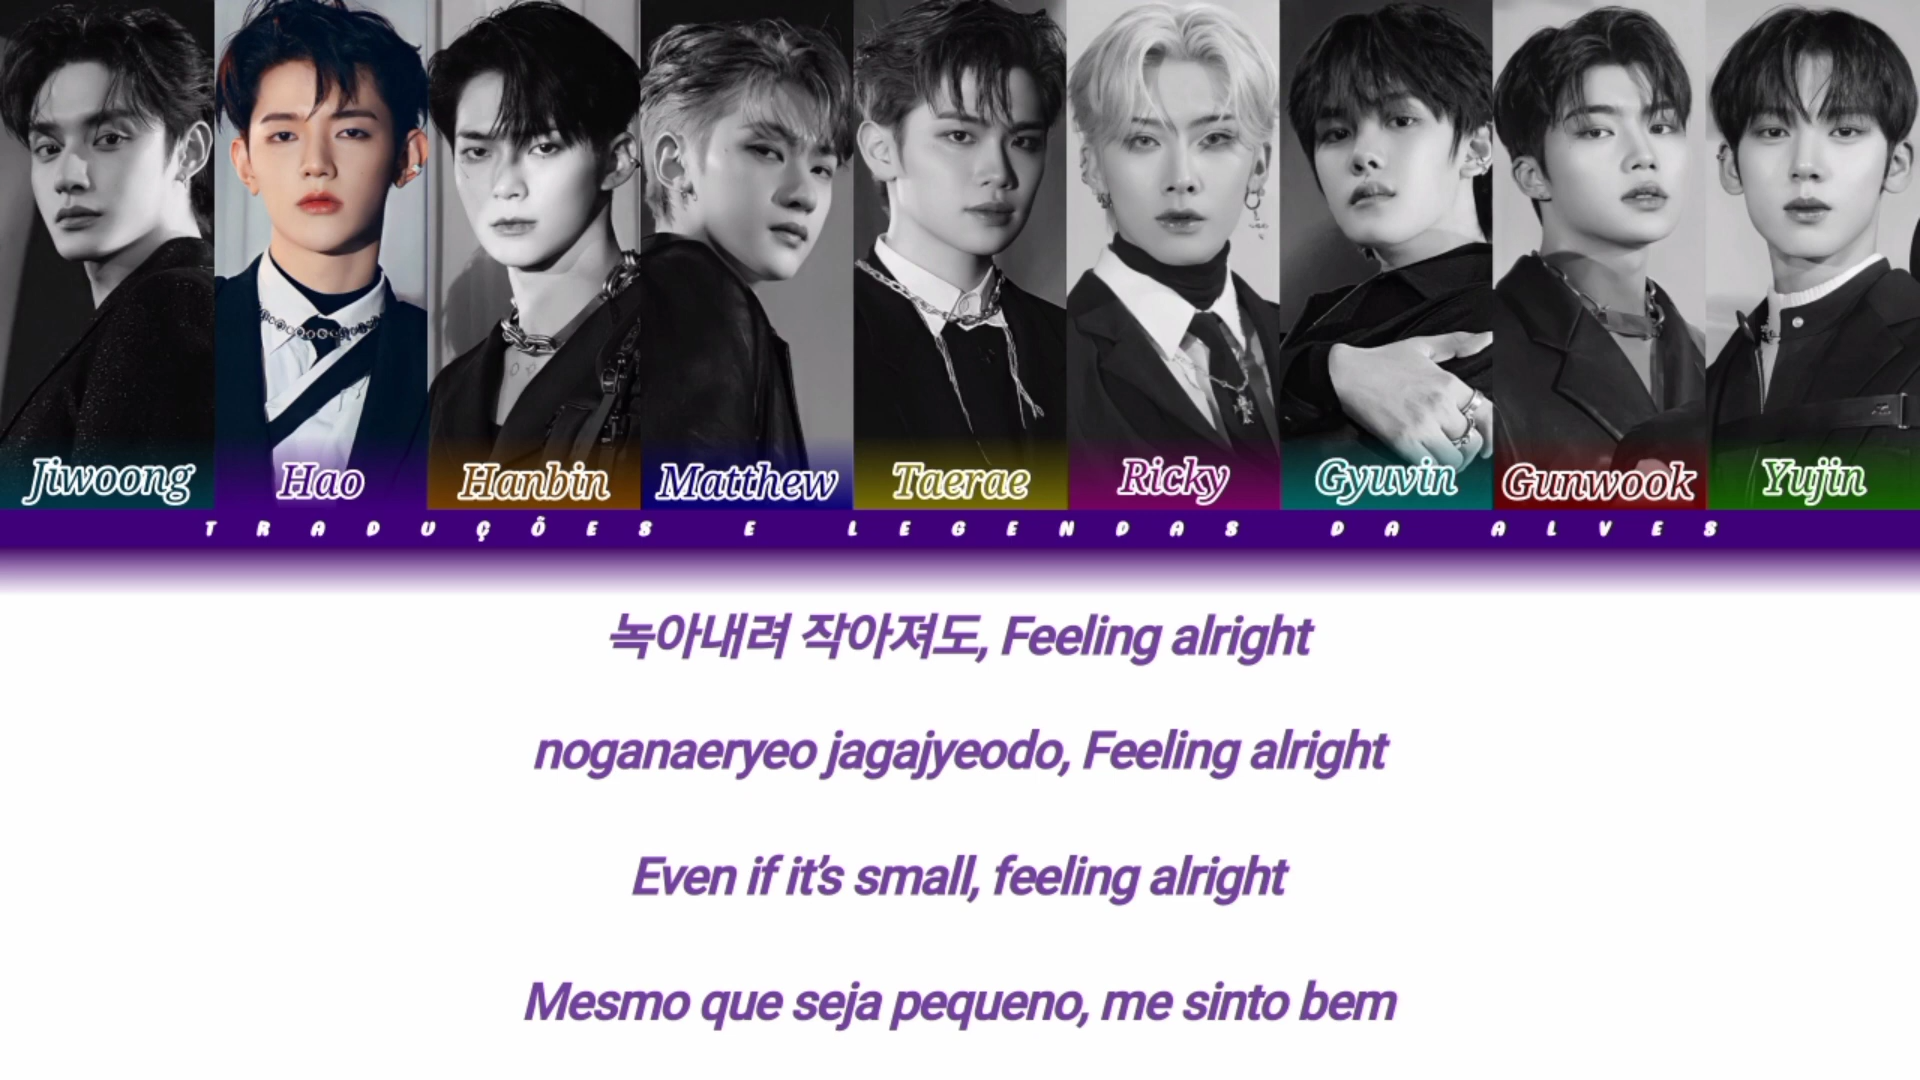 Jiwoong Hao Hanbin Matthew Taerae Ricky Gyuvin Gunwook Yujin
TRADUÇÕES E LEGENDAS DA ALVES
녹아내려 작아져도, Feeling alright
noganaeryeo jagajyeodo, Feeling alright
Even if it's small, feeling alright
Mesmo que seja pequeno, me sinto bem